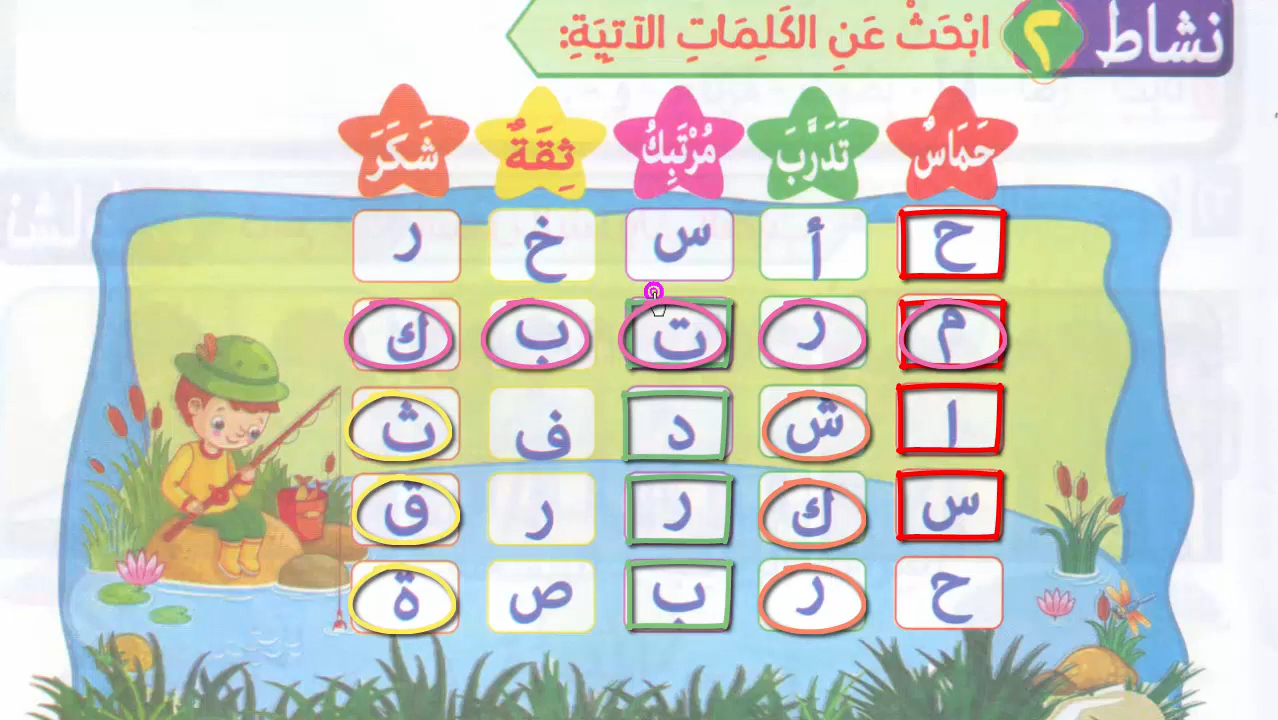 نشاط ٢ ابْحَثْ عَنِ الكَلِمَاتِ الآتِيَةِ:
حَمَاسٌ تَدَرَّبَ مُرْتَبِكٌ ثِقَةٌ شَكَرَ
ح أ س خ ر
م ر ت ب ك
ا ش د ف ث
س ك ر ر ق
ح ر ب ص ة